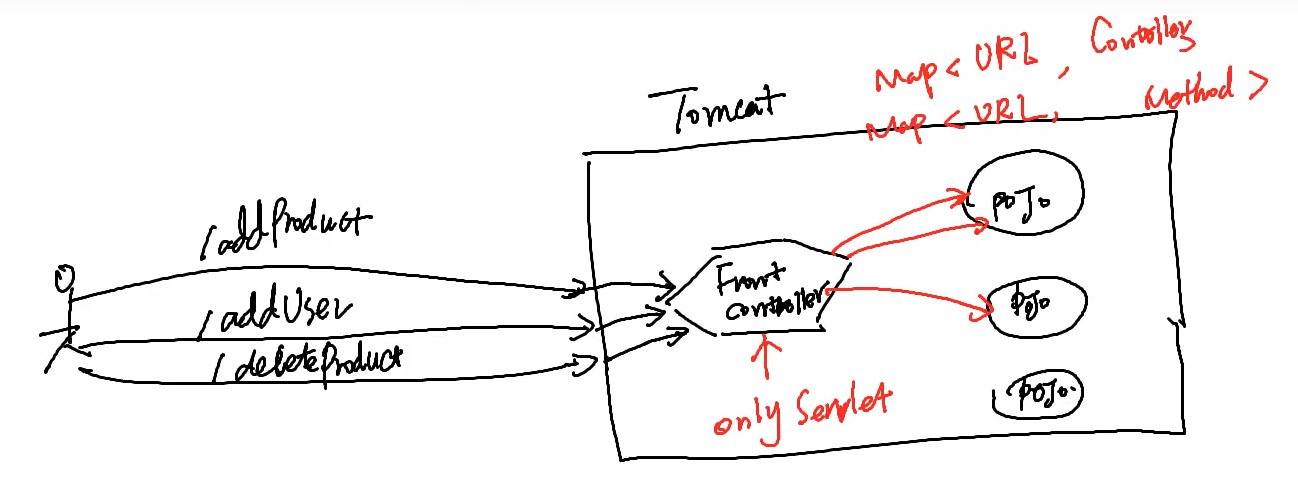 Map < URL , Controller
Map < URL, Method >
Tomcat
/addProduct
/addUser
/deleteProduct
Front
Controller
POJO
POJO
POJO.
only Servlet